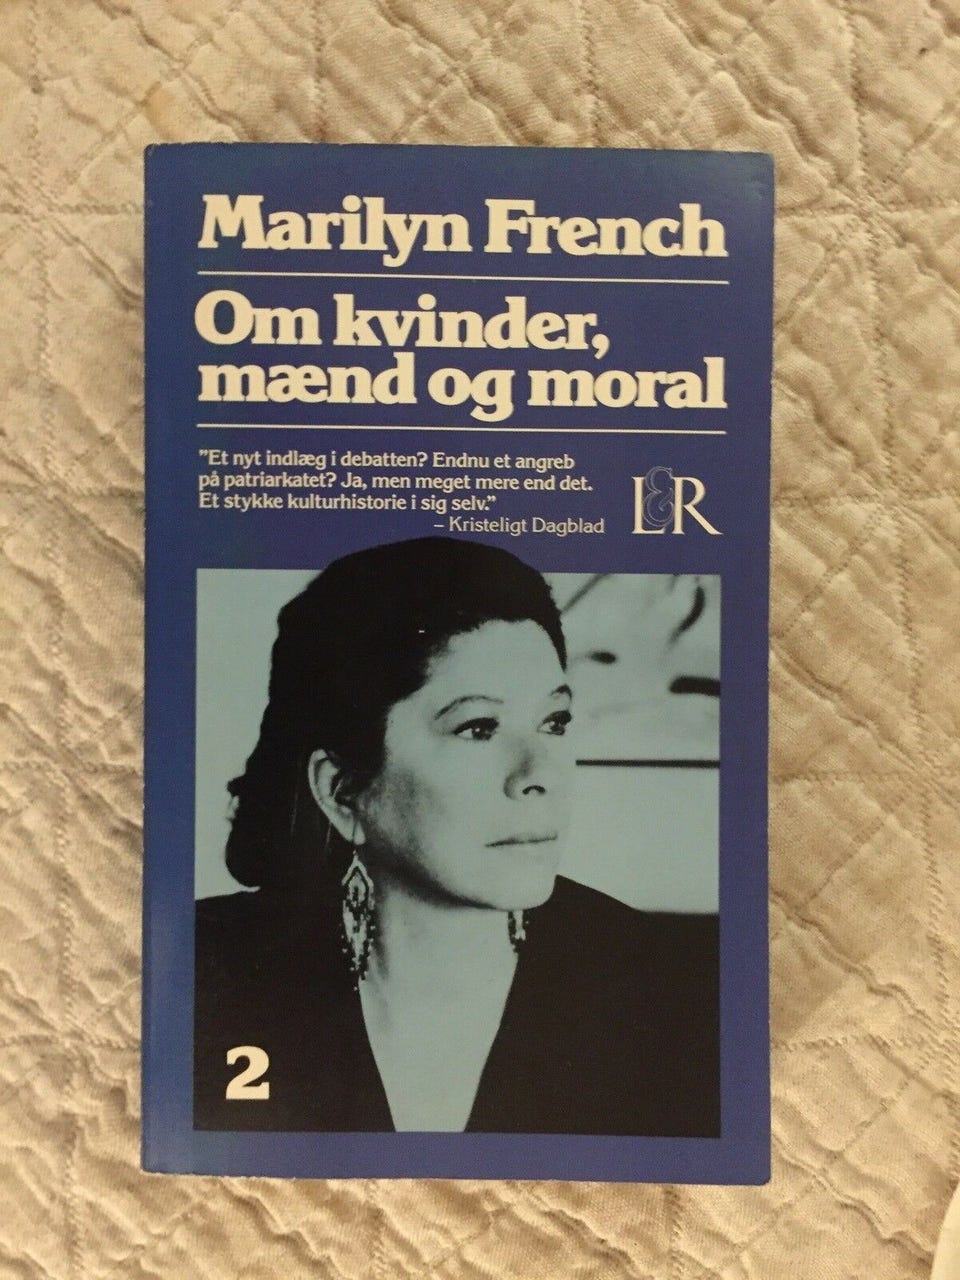 Marilyn French
Om kvinder,
mænd og moral
”Et nyt indlæg i debatten? Endnu et angreb
på patriarkatet? Ja, men meget mere end det.
Et stykke kulturhistorie i sig selv.”
– Kristeligt Dagblad
L&R
2